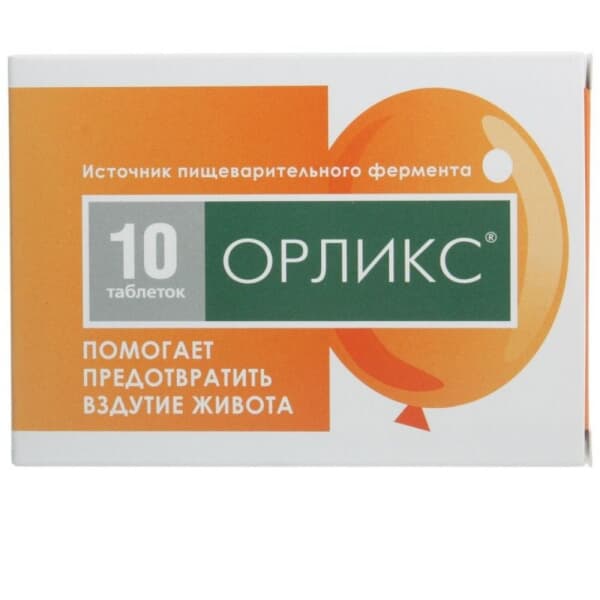 Источник пищеварительного фермента
10
таблеток
ОРЛИКС®
ПОМОГАЕТ
ПРЕДОТВРАТИТЬ
ВЗДУТИЕ ЖИВОТА